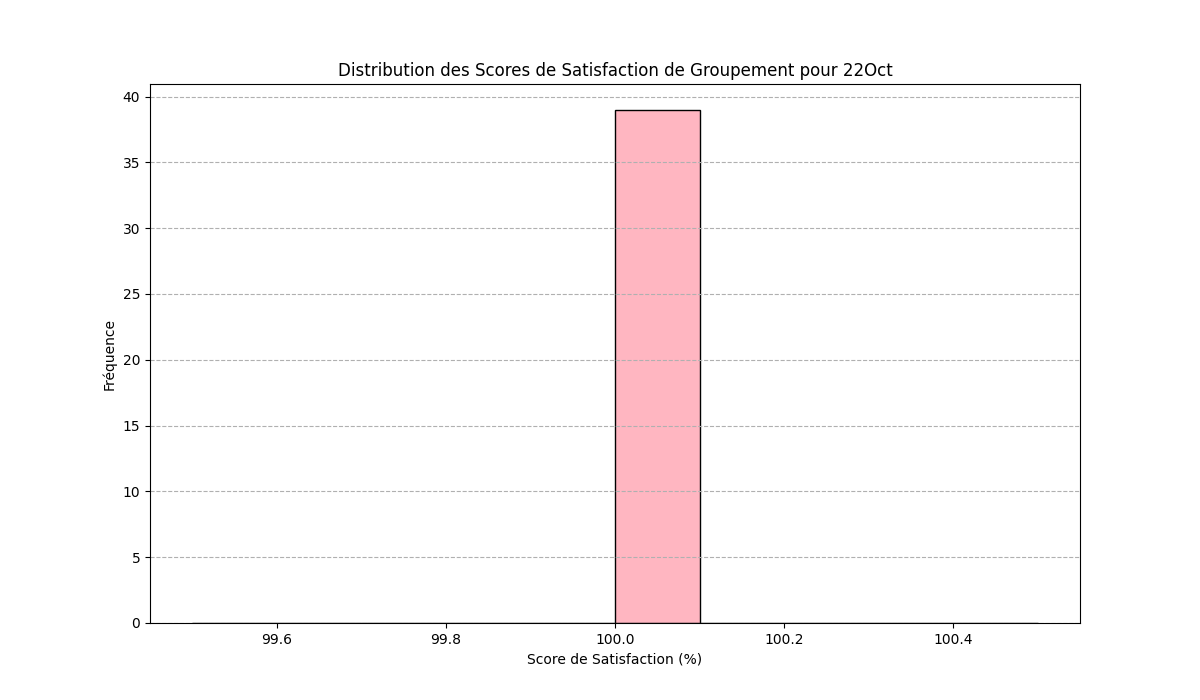 Distribution des Scores de Satisfaction de Groupement pour 22Oct
40
35
30
25
20
15
10
5
0
Fréquence
99.6 99.8 100.0 100.2 100.4
Score de Satisfaction (%)